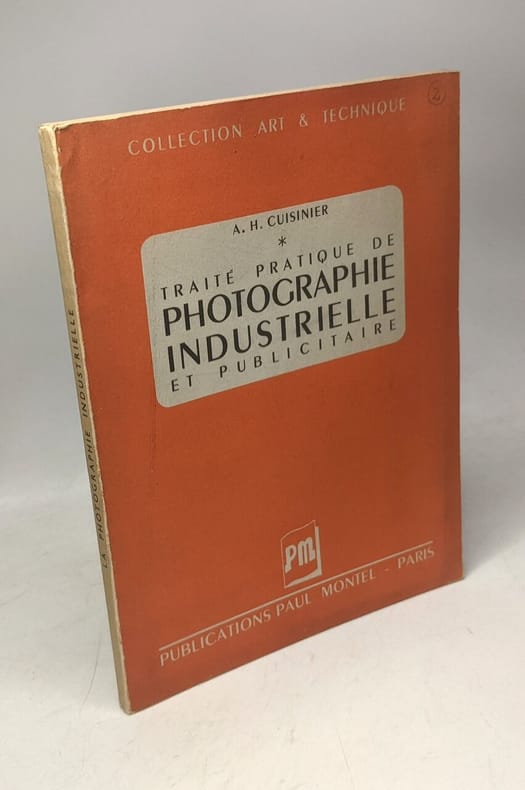 COLLECTION ART & TECHNIQUE
2
A. H. CUISINIER
*
TRAITÉ PRATIQUE DE
PHOTOGRAPHIE
INDUSTRIELLE
ET PUBLICITAIRE
PM
PUBLICATIONS PAUL MONTEL - PARIS
LA PHOTOGRAPHIE INDUSTRIELLE